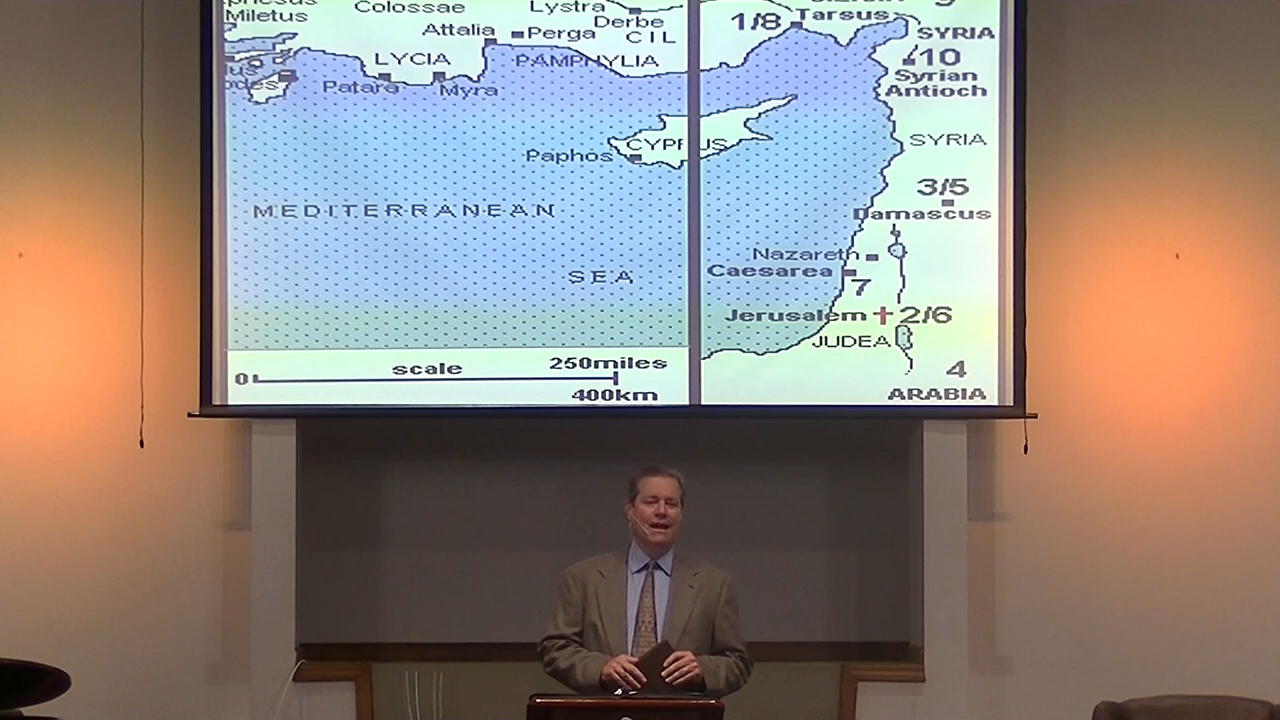 Miletus
Colossae
Lystra
Derbe
Attalia
Perga
CIL
LYCIA
PAMPHYLIA
Patara
Myra
Paphos
CYPRUS
MEDITERRANEAN
SEA
scale
0
250miles
400km
1/8
Tarsus
SYRIA
10
Syrian
Antioch
SYRIA
3/5
Damascus
Nazareth
Caesarea
7
Jerusalem 2/6
JUDEA
4
ARABIA